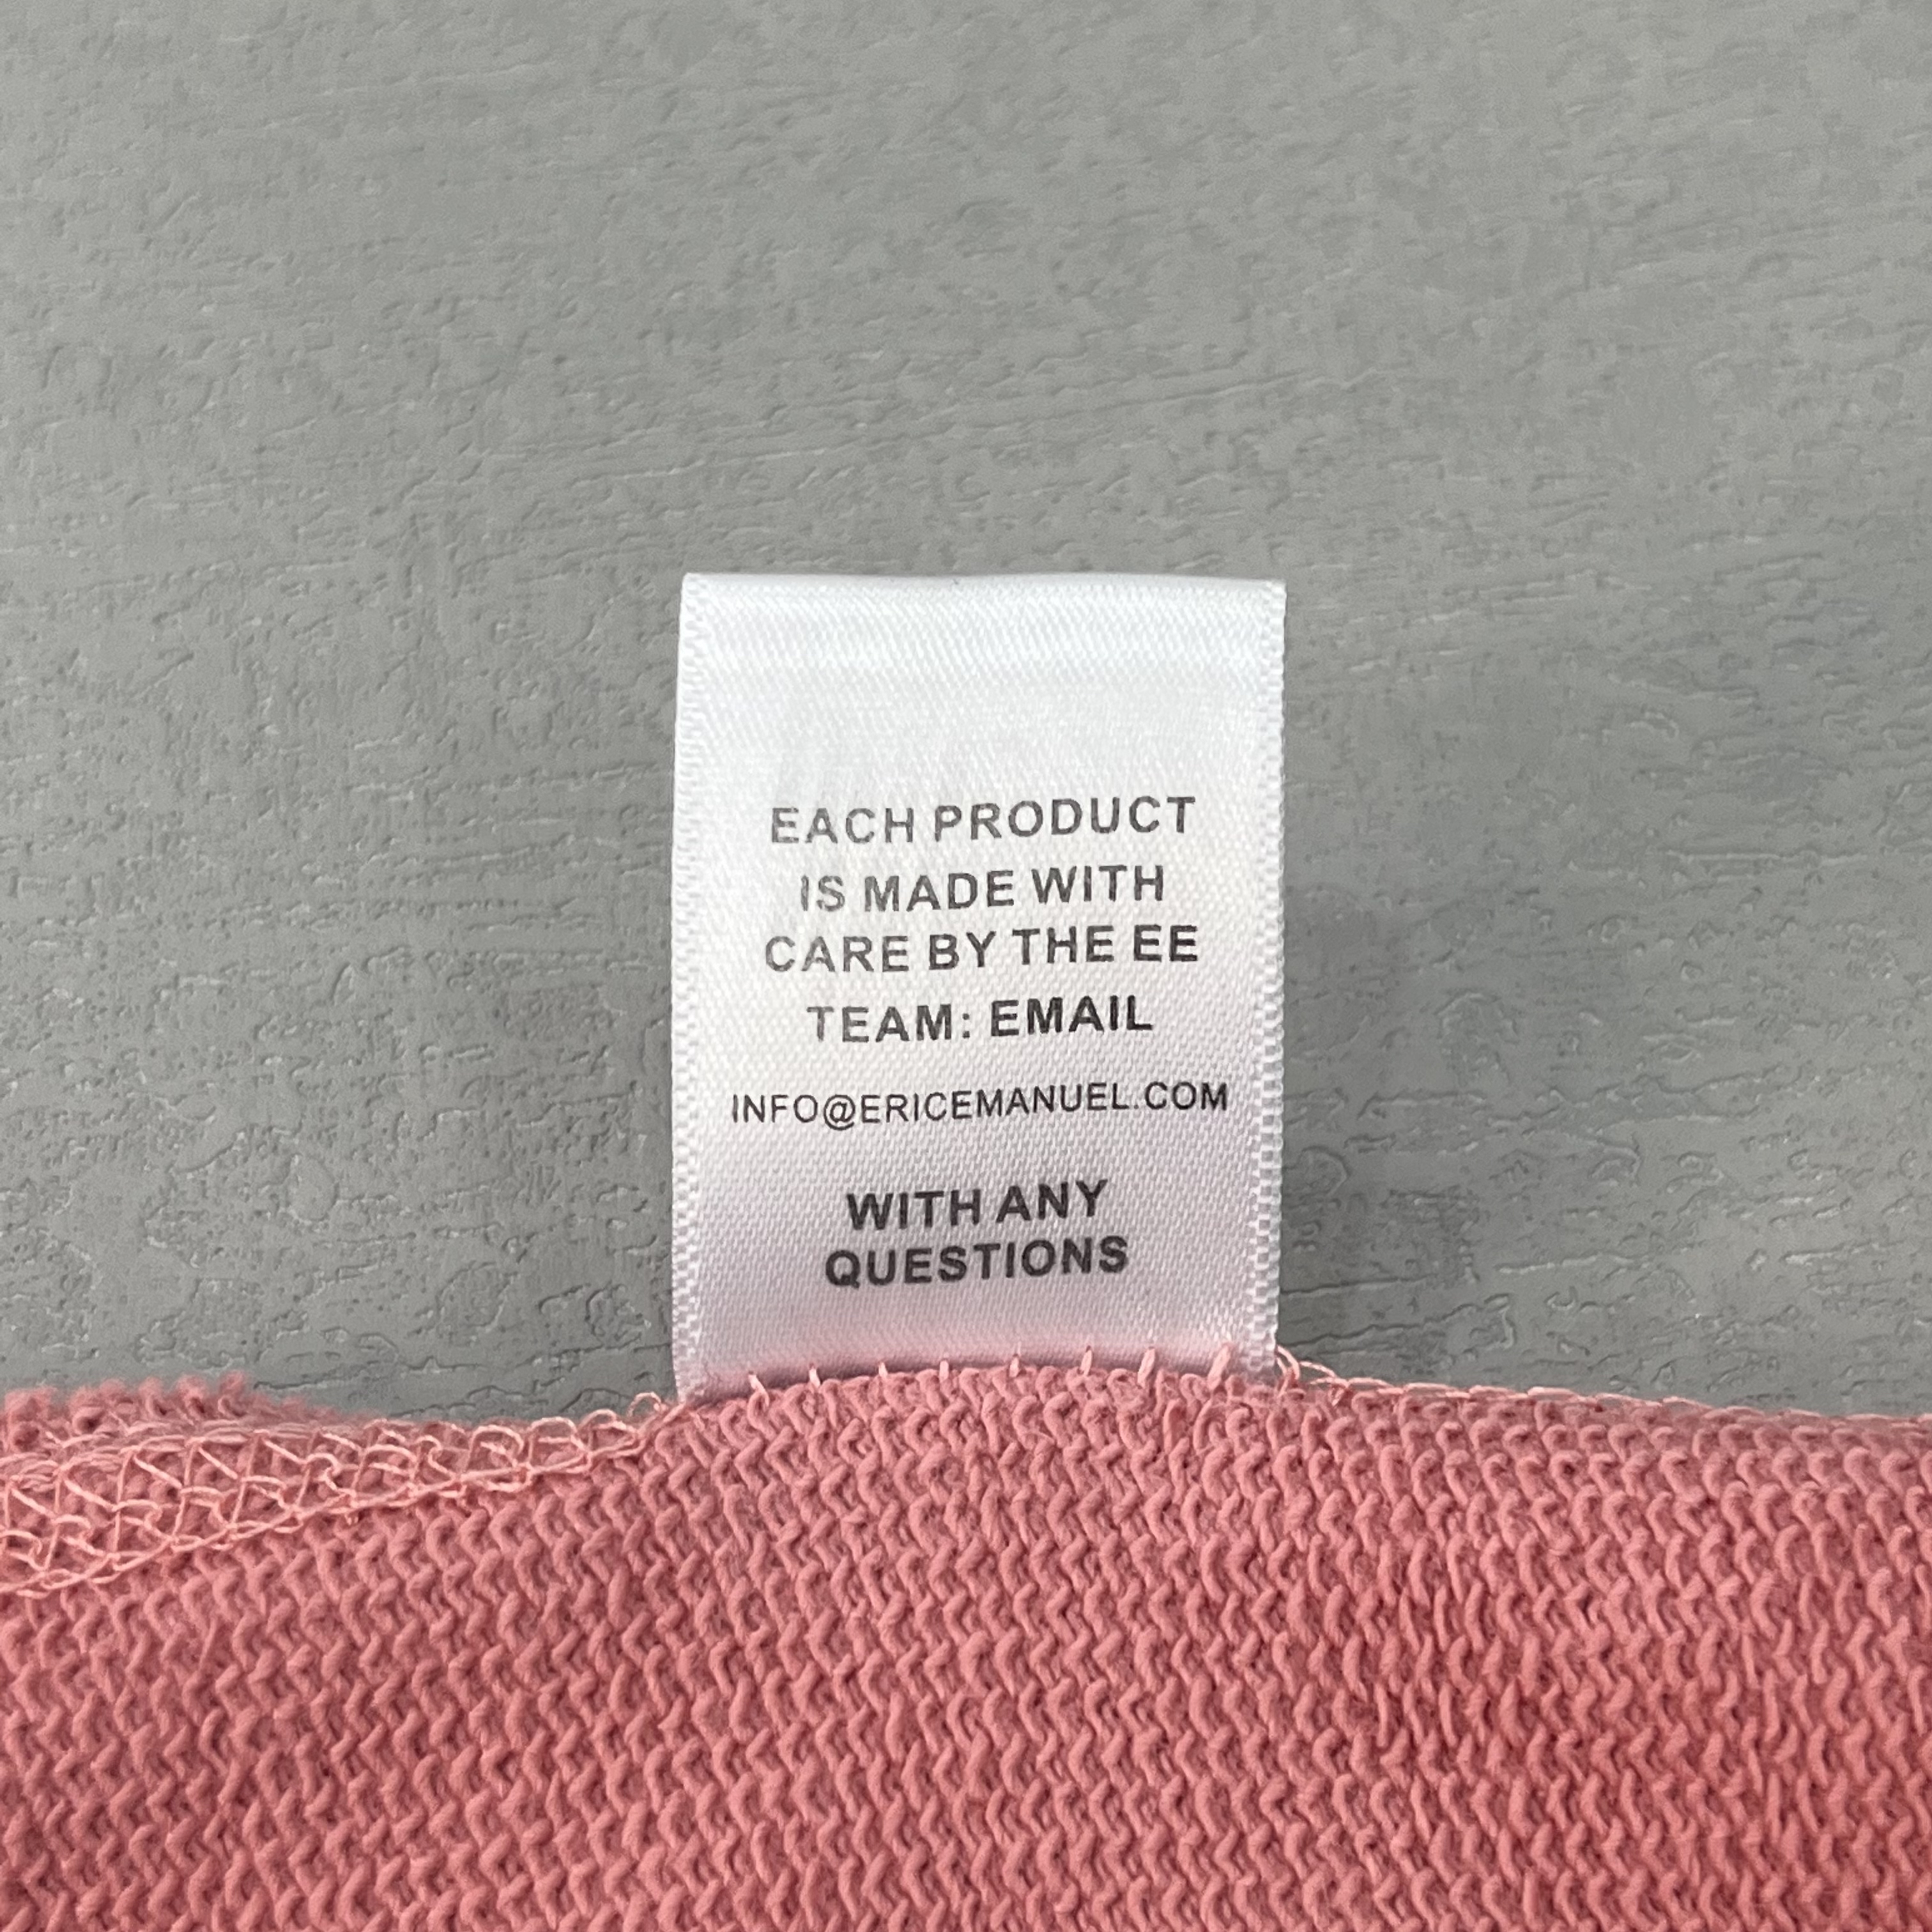 EACH PRODUCT
IS MADE WITH
CARE BY THE EE
TEAM: EMAIL
INFO@ERICEMANUEL.COM
WITH ANY
QUESTIONS